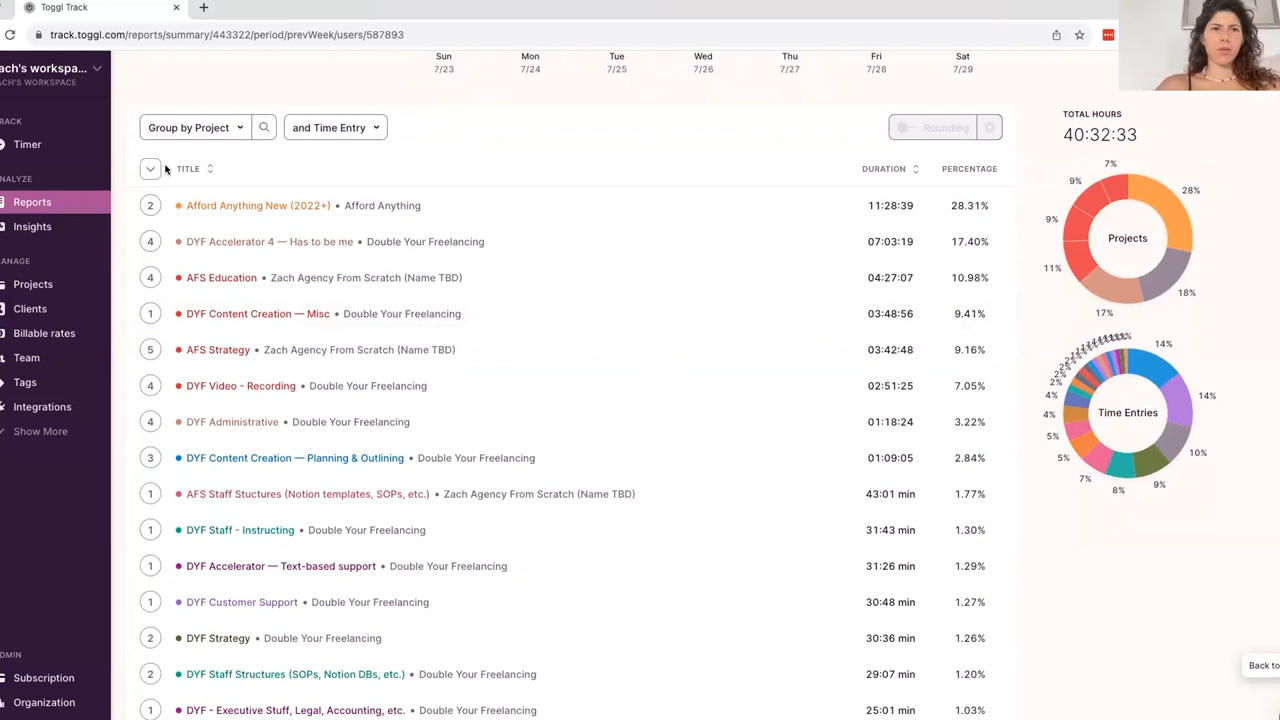 Toggl Track
track.toggl.com/reports/summary/443322/period/prevWeek/users/587893
ach's workspa...
ACH'S WORKSPACE
Sun Mon Tue Wed Thu Fri Sat
7/23 7/24 7/25 7/26 7/27 7/28 7/29
RACK
Timer
NALYZE
Reports
Insights
MANAGE
Projects
Clients
Billable rates
Team
Tags
Integrations
Show More
DMIN
Subscription
Organization
Group by Project and Time Entry Rounding
TITLE DURATION PERCENTAGE
2 Afford Anything New (2022+) • Afford Anything 11:28:39 28.31%
4 DYF Accelerator 4 — Has to be me • Double Your Freelancing 07:03:19 17.40%
4 AFS Education • Zach Agency From Scratch (Name TBD) 04:27:07 10.98%
1 DYF Content Creation — Misc • Double Your Freelancing 03:48:56 9.41%
5 AFS Strategy • Zach Agency From Scratch (Name TBD) 03:42:48 9.16%
4 DYF Video - Recording • Double Your Freelancing 02:51:25 7.05%
4 DYF Administrative • Double Your Freelancing 01:18:24 3.22%
3 DYF Content Creation — Planning & Outlining • Double Your Freelancing 01:09:05 2.84%
1 AFS Staff Stuctures (Notion templates, SOPs, etc.) • Zach Agency From Scratch (Name TBD) 43:01 min 1.77%
1 DYF Staff - Instructing • Double Your Freelancing 31:43 min 1.30%
1 DYF Accelerator — Text-based support • Double Your Freelancing 31:26 min 1.29%
1 DYF Customer Support • Double Your Freelancing 30:48 min 1.27%
2 DYF Strategy • Double Your Freelancing 30:36 min 1.26%
2 DYF Staff Structures (SOPs, Notion DBs, etc.) • Double Your Freelancing 29:07 min 1.20%
1 DYF - Executive Stuff, Legal, Accounting, etc. • Double Your Freelancing 25:01 min 1.03%
TOTAL HOURS
40:32:33
7%
9% 28%
9%
Projects
11%
18%
17%
14%
2%
2%
2%
4% 14%
Time Entries
4%
5% 10%
5%
7% 9%
8%
Back to